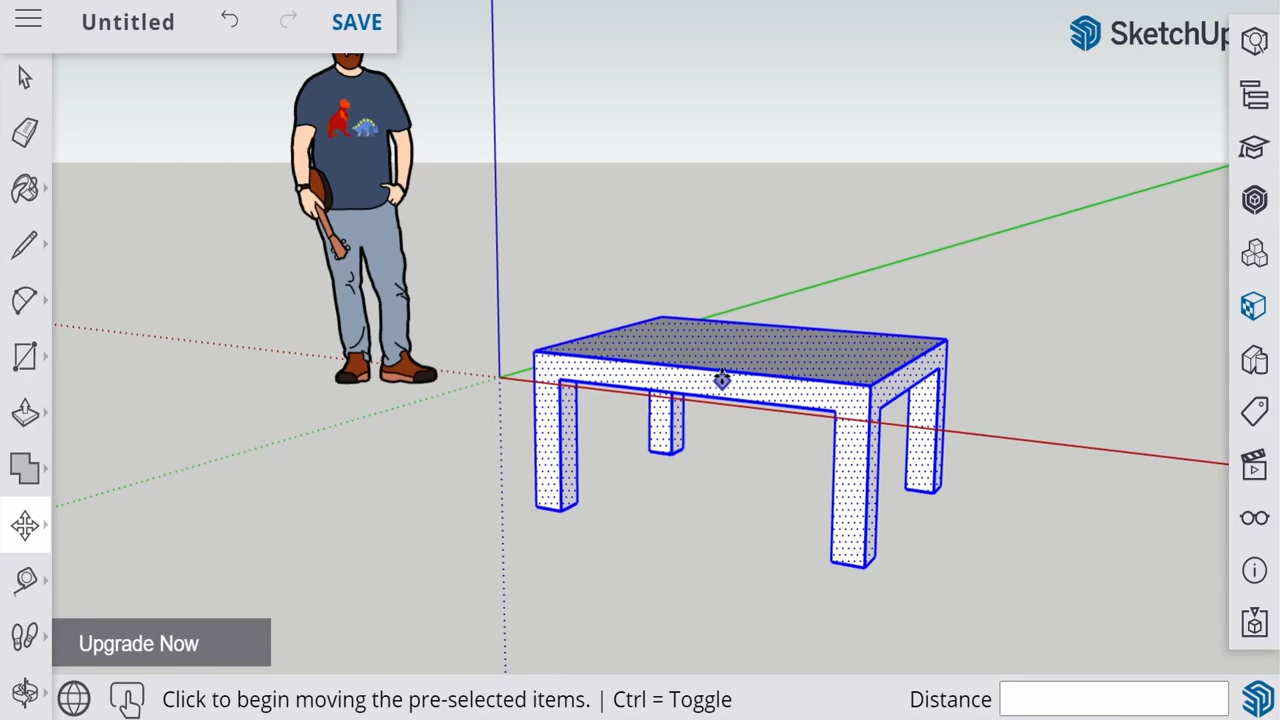 Untitled
SAVE
SketchUp
Upgrade Now
Click to begin moving the pre-selected items. | Ctrl = Toggle
Distance